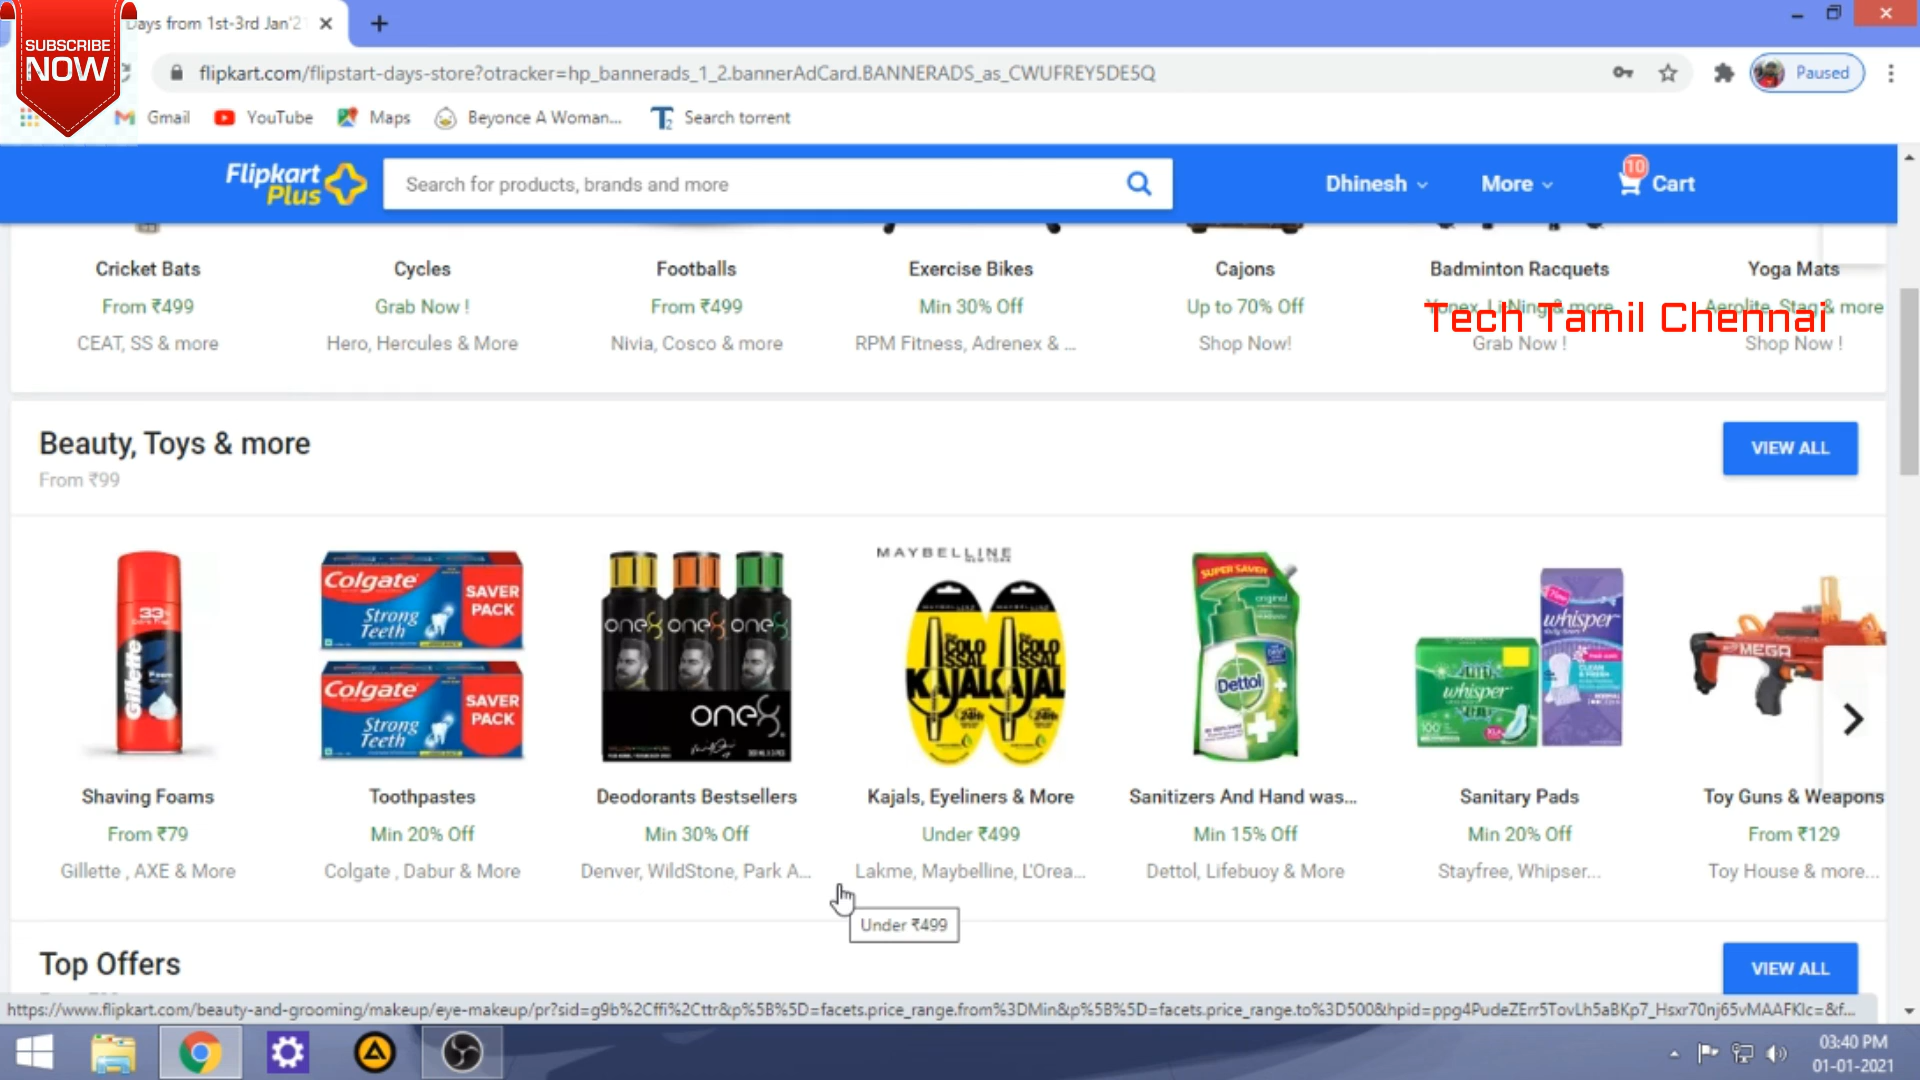 Days from 1st-3rd Jan'2
SUBSCRIBE
NOW
flipkart.com/flipstart-days-store?otracker=hp_bannerads_1_2.bannerAdCard.BANNERADS_as_CWUFREY5DE5Q
Paused
Gmail
YouTube
Maps
Beyonce A Woman...
Search torrent
Flipkart
Plus
Search for products, brands and more
Dhinesh
More
10
Cart
Cricket Bats
Cycles
Footballs
Exercise Bikes
Cajons
Badminton Racquets
Yoga Mats
From ₹499
Grab Now !
From ₹499
Min 30% Off
Up to 70% Off
Yonex, Li-Ning & more
Aerolite, Stag & more
Tech Tamil Chennai
CEAT, SS & more
Hero, Hercules & More
Nivia, Cosco & more
RPM Fitness, Adrenex & ...
Shop Now!
Grab Now !
Shop Now !
Beauty, Toys & more
From ₹99
VIEW ALL
33%
Gillette
Foam
Colgate
Strong
Teeth
SAVER
PACK
Colgate
Strong
Teeth
SAVER
PACK
one8 one8 one8
one8
MAYBELLINE
NEW YORK
COLOSSAL
KAJAL
COLOSSAL
KAJAL
SUPER SAVER
original
Dettol
whisper
whisper
CLEAN
& FRESH
MEGA
Shaving Foams
Toothpastes
Deodorants Bestsellers
Kajals, Eyeliners & More
Sanitizers And Hand was...
Sanitary Pads
Toy Guns & Weapons
From ₹79
Min 20% Off
Min 30% Off
Under ₹499
Min 15% Off
Min 20% Off
From ₹129
Gillette , AXE & More
Colgate , Dabur & More
Denver, WildStone, Park A...
Lakme, Maybelline, L'Orea...
Dettol, Lifebuoy & More
Stayfree, Whipser...
Toy House & more...
Under ₹499
Top Offers
VIEW ALL
https://www.flipkart.com/beauty-and-grooming/makeup/eye-makeup/pr?sid=g9b%2Cffi%2Cttr&p%5B%5D=facets.price_range.from%3DMin&p%5B%5D=facets.price_range.to%3D500&hpid=ppg4PudeZErr5TovLh5aBKp7_Hsxr70nj65vMAAFKlc=&f...
03:40 PM
01-01-2021